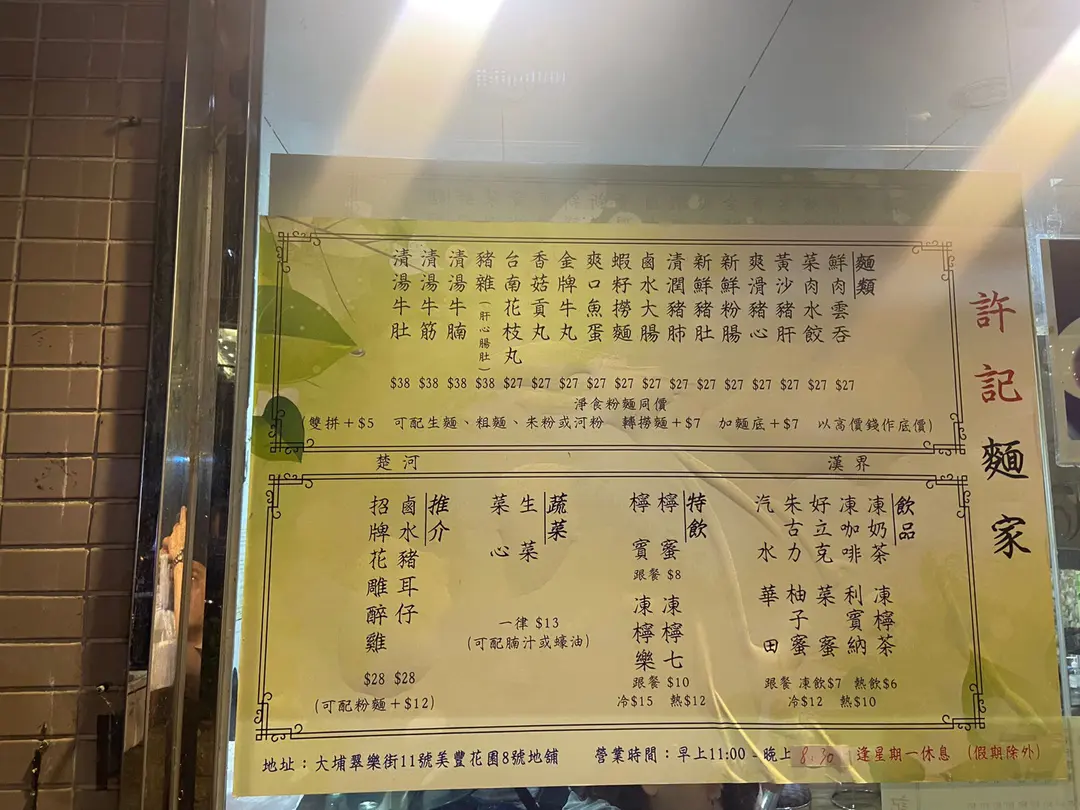 許記麵家
麵類
鮮肉雲吞 $27
菜肉水餃 $27
黃沙豬肝 $27
爽滑豬心 $27
新鮮粉腸 $27
新鮮豬肚 $27
清潤豬肺 $27
鹵水大腸 $27
蝦籽撈麵 $27
爽口魚蛋 $27
金牌牛丸 $27
香菇貢丸 $27
台南花枝丸 $27
豬雜(肝心腸肚) $38
清湯牛腩 $38
清湯牛筋 $38
清湯牛肚 $38
淨食粉麵同價
(雙拼+$5 可配生麵、粗麵、米粉或河粉 轉撈麵+$7 加麵底+$7 以高價錢作底價)
楚河 漢界
飲品
凍奶茶
凍咖啡
好立克
朱古力
汽水
凍檸茶
利賓納
菜蜜
柚子蜜
華田
跟餐 凍飲$7 熱飲$6
冷$12 熱$10
特飲
檸蜜
檸賓
跟餐 $8
凍檸七
凍檸樂
跟餐 $10
冷$15 熱$12
蔬菜
生菜
菜心
一律 $13
(可配腩汁或蠔油)
推介
鹵水豬耳仔 $28
招牌花雕醉雞 $28
(可配粉麵+$12)
地址:大埔翠樂街11號美豐花園8號地舖 營業時間:早上11:00 - 晚上 8:30 (逢星期一休息 (假期除外)